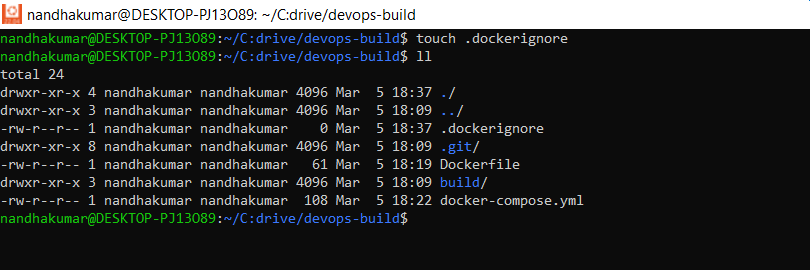 nandhakumar@DESKTOP-PJ13O89: ~/C:drive/devops-build
nandhakumar@DESKTOP-PJ13O89:~/C:drive/devops-build$ touch .dockerignore
nandhakumar@DESKTOP-PJ13O89:~/C:drive/devops-build$ ll
total 24
drwxr-xr-x 4 nandhakumar nandhakumar 4096 Mar  5 18:37 ./
drwxr-xr-x 3 nandhakumar nandhakumar 4096 Mar  5 18:09 ../
-rw-r--r-- 1 nandhakumar nandhakumar    0 Mar  5 18:37 .dockerignore
drwxr-xr-x 8 nandhakumar nandhakumar 4096 Mar  5 18:09 .git/
-rw-r--r-- 1 nandhakumar nandhakumar   61 Mar  5 18:19 Dockerfile
drwxr-xr-x 3 nandhakumar nandhakumar 4096 Mar  5 18:09 build/
-rw-r--r-- 1 nandhakumar nandhakumar  108 Mar  5 18:22 docker-compose.yml
nandhakumar@DESKTOP-PJ13O89:~/C:drive/devops-build$